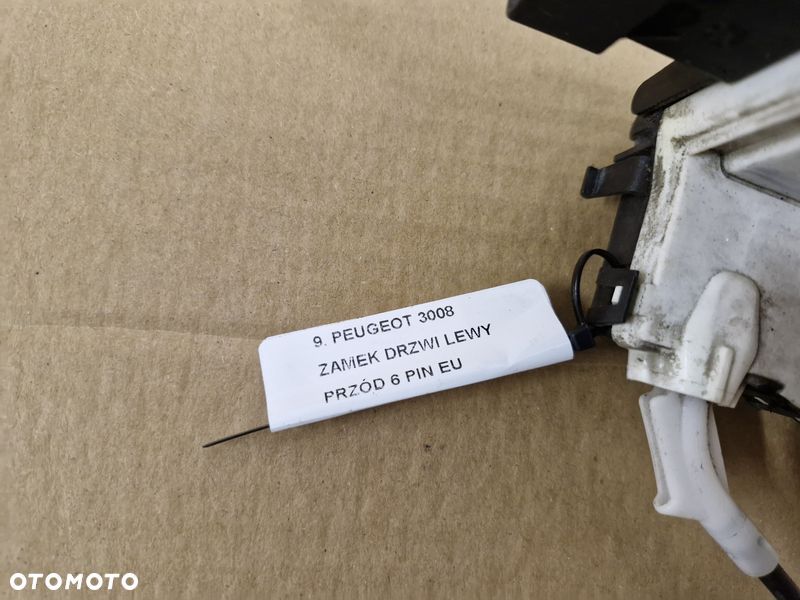 9. PEUGEOT 3008
ZAMEK DRZWI LEWY
PRZÓD 6 PIN EU
OTOMOTO